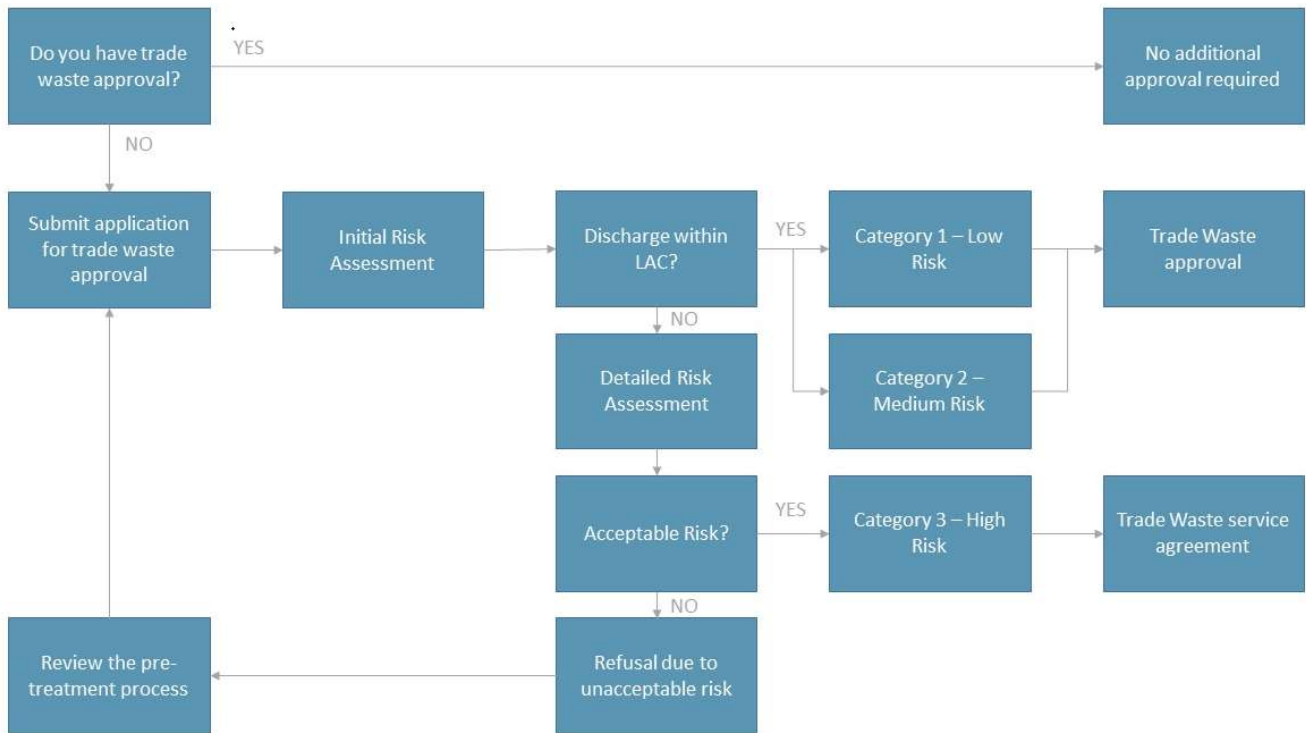 Do you have trade
waste approval?
YES
No additional
approval required
NO
Submit application
for trade waste
approval
Initial Risk
Assessment
Discharge within
LAC?
YES
Category 1 – Low
Risk
Trade Waste
approval
NO
Detailed Risk
Assessment
Category 2 –
Medium Risk
Acceptable Risk?
YES
Category 3 – High
Risk
Trade Waste service
agreement
NO
Review the pre-
treatment process
Refusal due to
unacceptable risk